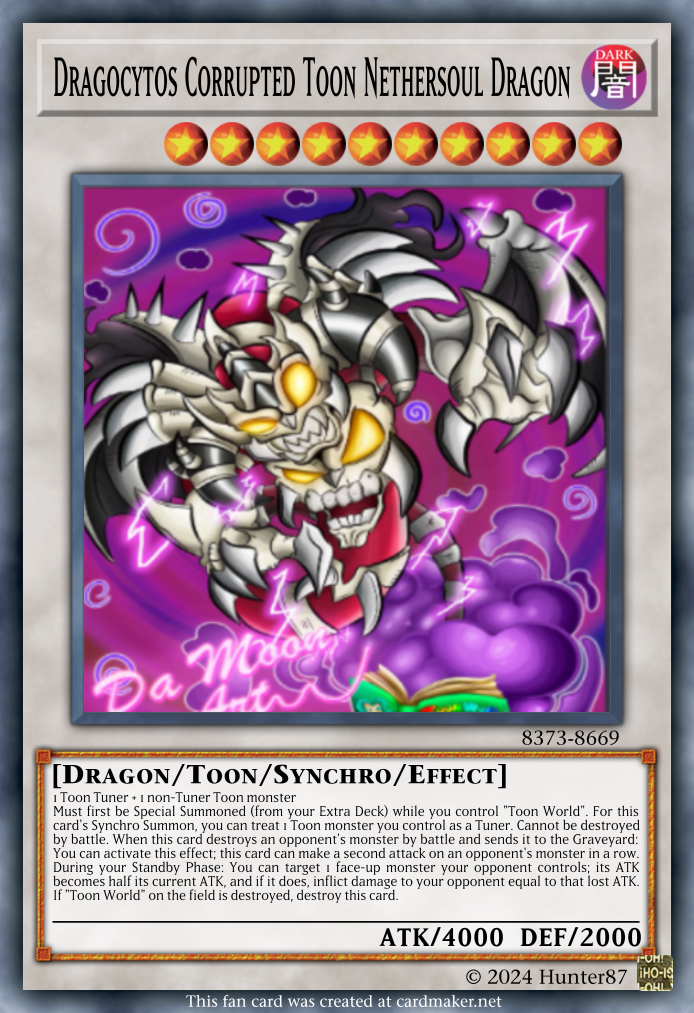 Dragocytos Corrupted Toon Nethersoul Dragon
DARK
闇
Da Moon
Art
8373-8669
[Dragon/Toon/Synchro/Effect]
1 Toon Tuner + 1 non-Tuner Toon monster
Must first be Special Summoned (from your Extra Deck) while you control "Toon World". For this
card's Synchro Summon, you can treat 1 Toon monster you control as a Tuner. Cannot be destroyed
by battle. When this card destroys an opponent's monster by battle and sends it to the Graveyard:
You can activate this effect; this card can make a second attack on an opponent's monster in a row.
During your Standby Phase: You can target 1 face-up monster your opponent controls; its ATK
becomes half its current ATK, and if it does, inflict damage to your opponent equal to that lost ATK.
If "Toon World" on the field is destroyed, destroy this card.
ATK/4000 DEF/2000
© 2024 Hunter87
This fan card was created at cardmaker.net